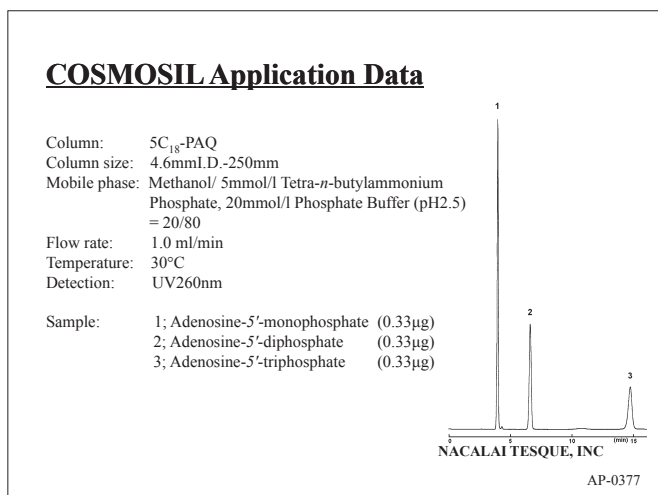 COSMOSIL Application Data
Column: 5C18-PAQ
Column size: 4.6mmI.D.-250mm
Mobile phase: Methanol/ 5mmol/l Tetra-n-butylammonium
Phosphate, 20mmol/l Phosphate Buffer (pH2.5)
= 20/80
Flow rate: 1.0 ml/min
Temperature: 30°C
Detection: UV260nm
Sample: 1; Adenosine-5'-monophosphate (0.33μg)
2; Adenosine-5'-diphosphate (0.33μg)
3; Adenosine-5'-triphosphate (0.33μg)
1
2
3
0 5 10 (min) 15
NACALAI TESQUE, INC
AP-0377